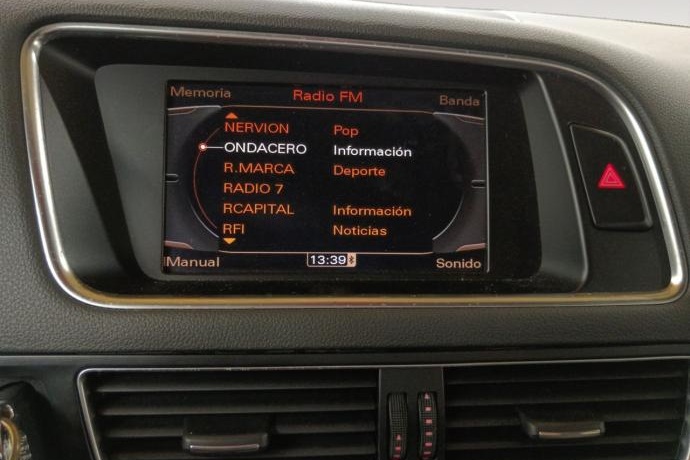 Memoria Radio FM Banda
NERVION Pop
ONDACERO Información
R.MARCA Deporte
RADIO 7
RCAPITAL Información
RFI Noticias
Manual 13:39 Sonido